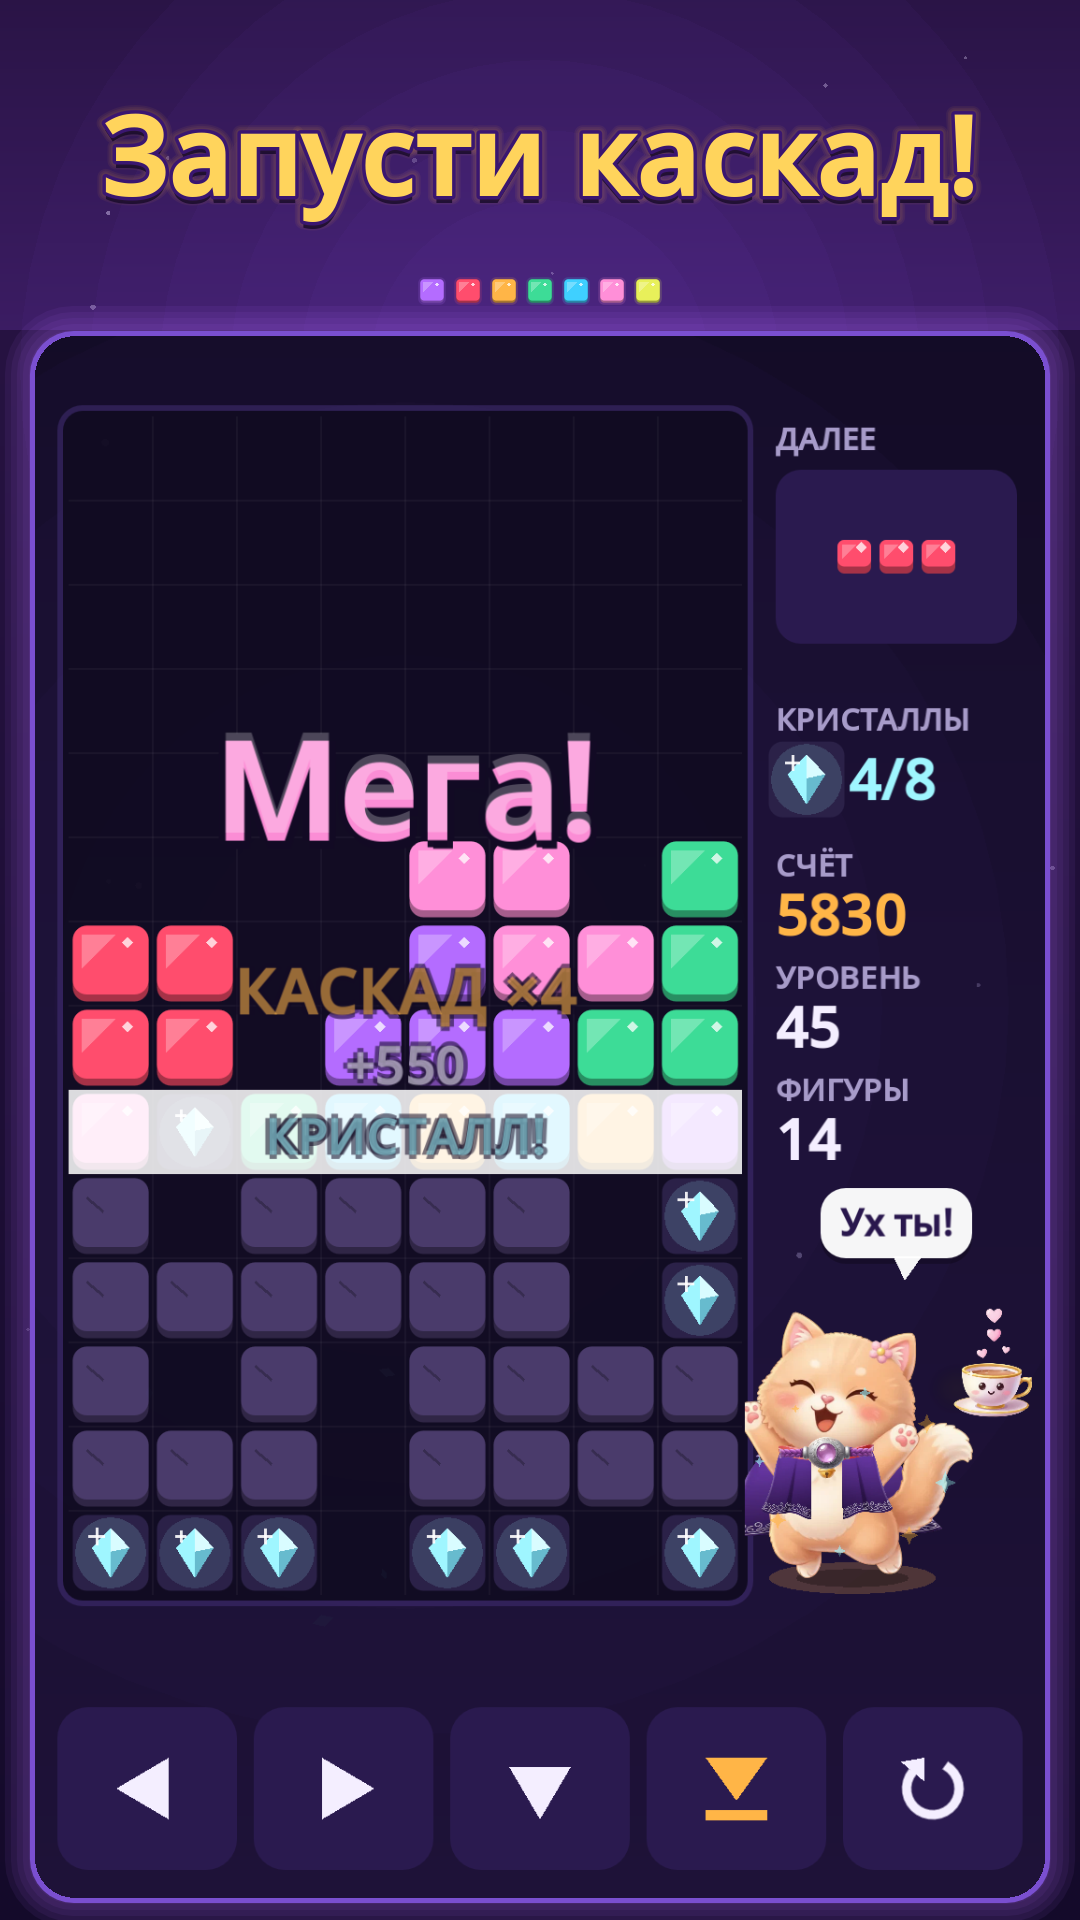 Запусти каскад!
ДАЛЕЕ
КРИСТАЛЛЫ
4/8
Мега!
СЧЁТ
5830
КАСКАД ×4
УРОВЕНЬ
45
+550
ФИГУРЫ
14
КРИСТАЛЛ!
Ух ты!